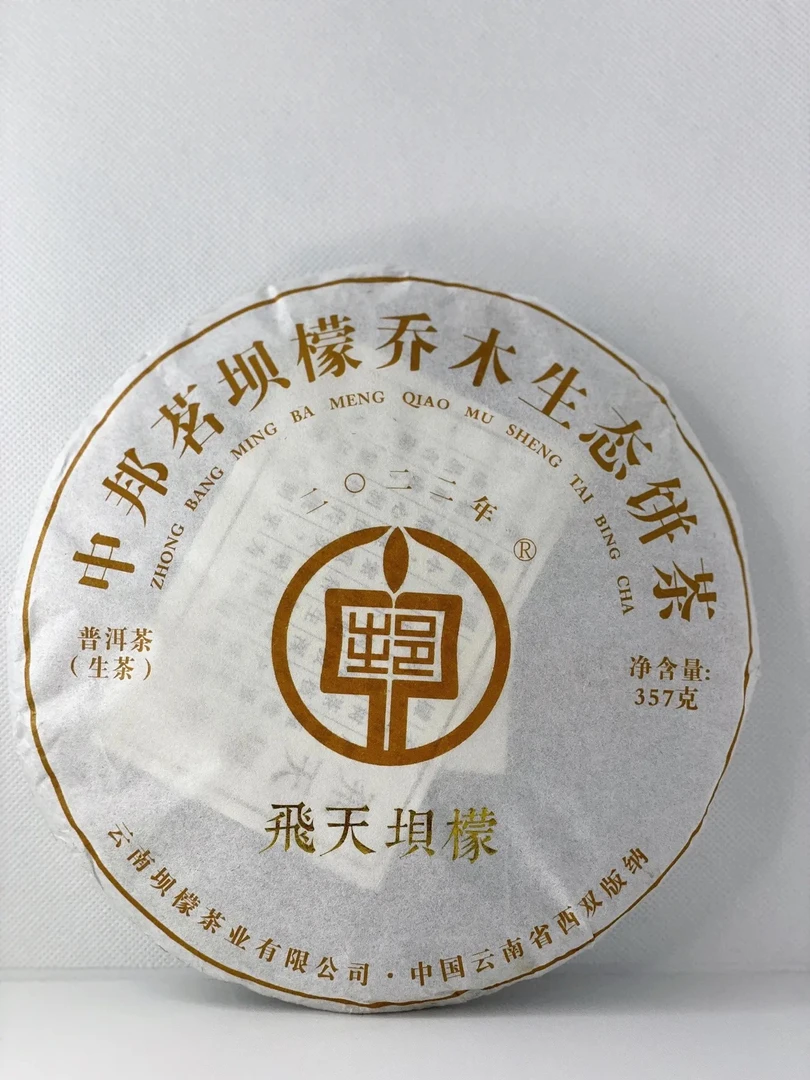 中邦茗坝檬乔木生态饼茶
ZHONG BANG MING BA MENG QIAO MU SHENG TAI BING CHA
二〇二二年
®
普洱茶
（生茶）
净含量:
357克
飛天坝檬
云南坝檬茶业有限公司·中国云南省西双版纳